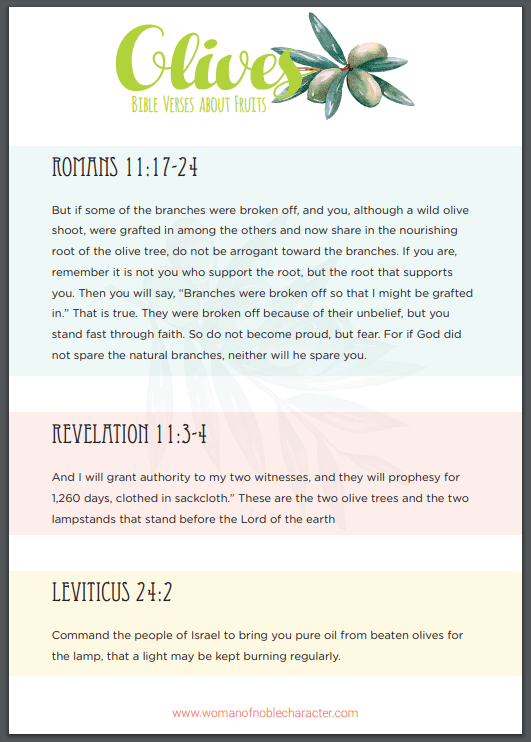 Olives
Bible Verses about Fruits
Romans 11:17-24
But if some of the branches were broken off, and you, although a wild olive
shoot, were grafted in among the others and now share in the nourishing
root of the olive tree, do not be arrogant toward the branches. If you are,
remember it is not you who support the root, but the root that supports
you. Then you will say, “Branches were broken off so that I might be grafted
in.” That is true. They were broken off because of their unbelief, but you
stand fast through faith. So do not become proud, but fear. For if God did
not spare the natural branches, neither will he spare you.
Revelation 11:3-4
And I will grant authority to my two witnesses, and they will prophesy for
1,260 days, clothed in sackcloth.” These are the two olive trees and the two
lampstands that stand before the Lord of the earth
Leviticus 24:2
Command the people of Israel to bring you pure oil from beaten olives for
the lamp, that a light may be kept burning regularly.
www.womanofnoblecharacter.com